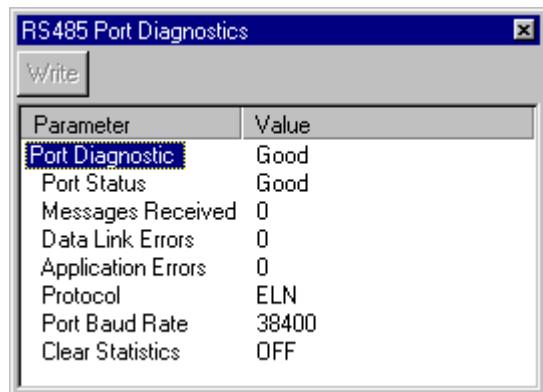 RS485 Port Diagnostics
Write
Parameter Value
Port Diagnostic Good
Port Status Good
Messages Received 0
Data Link Errors 0
Application Errors 0
Protocol ELN
Port Baud Rate 38400
Clear Statistics OFF